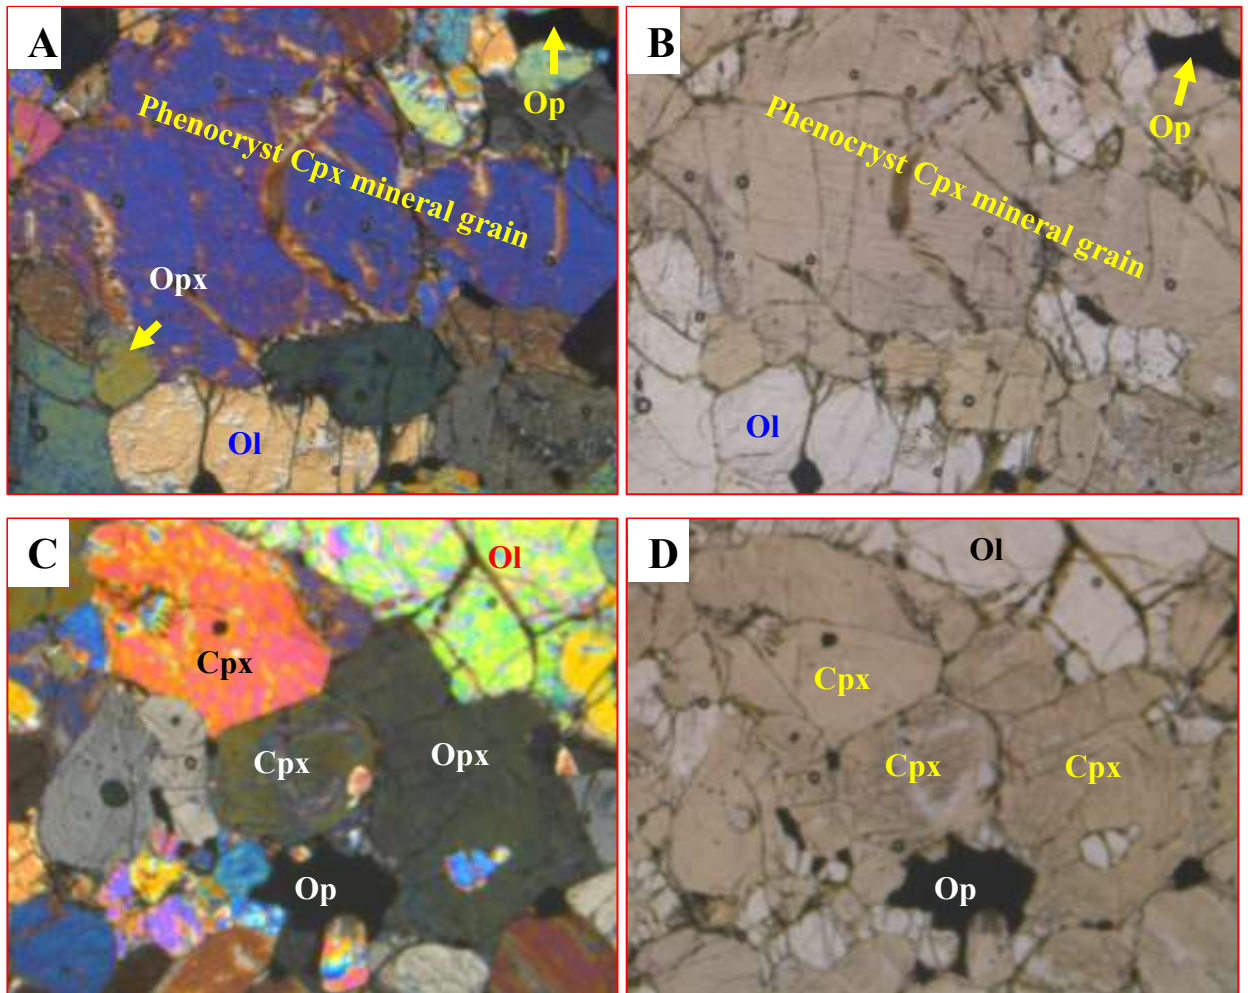 A
Op
Phenocryst Cpx mineral grain
Opx
Ol
B
Op
Phenocryst Cpx mineral grain
Ol
C
Ol
Cpx
Cpx
Opx
Op
D
Ol
Cpx
Cpx
Cpx
Op